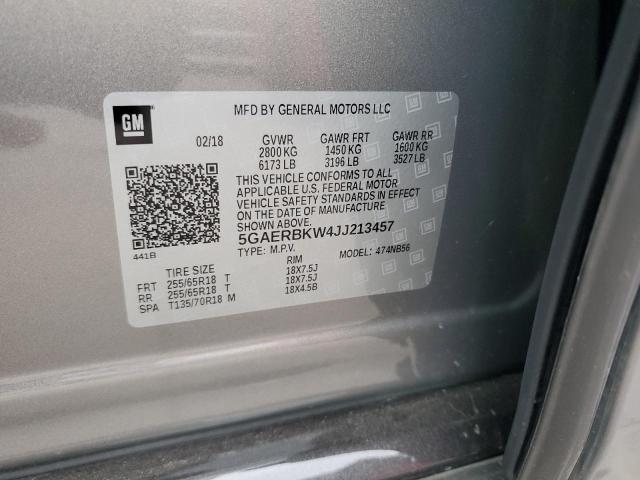 GM
MFD BY GENERAL MOTORS LLC
02/18 GVWR GAWR FRT GAWR RR
2800 KG 1450 KG 1600 KG
6173 LB 3196 LB 3527 LB
THIS VEHICLE CONFORMS TO ALL
APPLICABLE U.S. FEDERAL MOTOR
VEHICLE SAFETY STANDARDS IN EFFECT
ON THE DATE OF MANUFACTURE
SHOWN ABOVE.
5GAERBKW4JJ213457
441B TYPE: M.P.V. MODEL: 474NB56
TIRE SIZE RIM
FRT 255/65R18 T 18X7.5J
RR 255/65R18 T 18X7.5J
SPA T135/70R18 M 18X4.5B